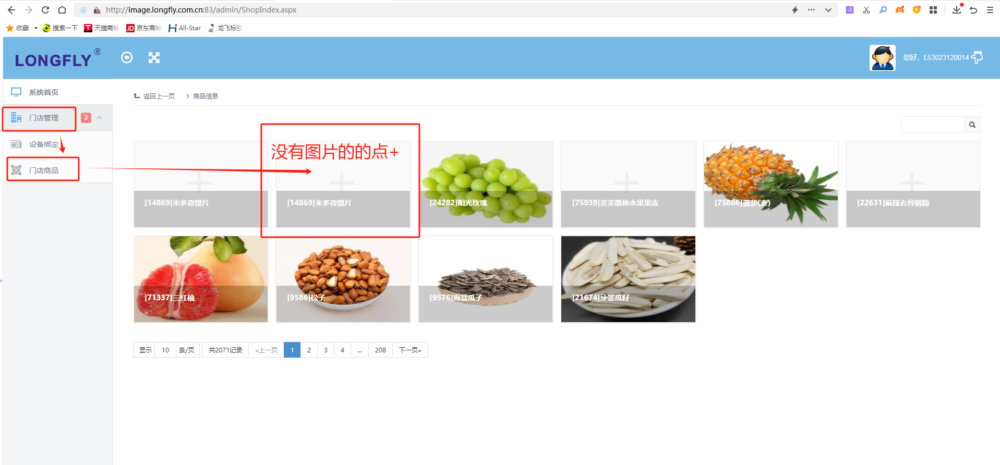 http://image.longfly.com.cn:83/admin/ShopIndex.aspx
译
收藏 搜索一下 天猫商城 JD 京东商城 All-Star 龙飞标签
LONGFLY®
您好，L53023120014
系统首页
返回上一页 > 商品信息
门店管理 2
设备绑定
门店商品
没有图片的的点+
[14869]米多奇馍片
[14869]米多奇馍片
[24282]阳光玫瑰
[75939]亲亲散称水果果冻
[75866]菠萝(支)
[22631]麻辣去骨猪蹄
[71337]三红柚
[9586]松子
[9576]海盐瓜子
[21674]牙签瓜籽
显示 10 条/页 共2071记录 «上一页 1 2 3 4 ... 208 下一页»